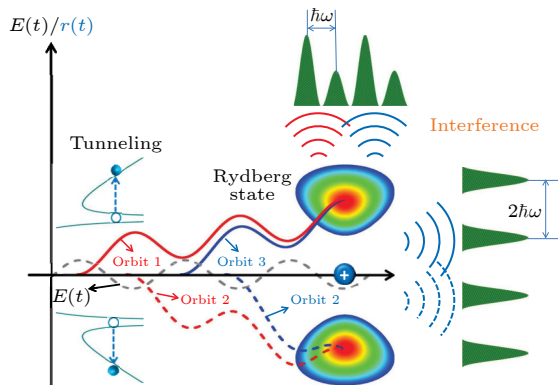 E(t)/r(t)
ħω
Tunneling
Interference
Rydberg
state
2ħω
Orbit 1
Orbit 3
+
E(t)
Orbit 2
Orbit 2